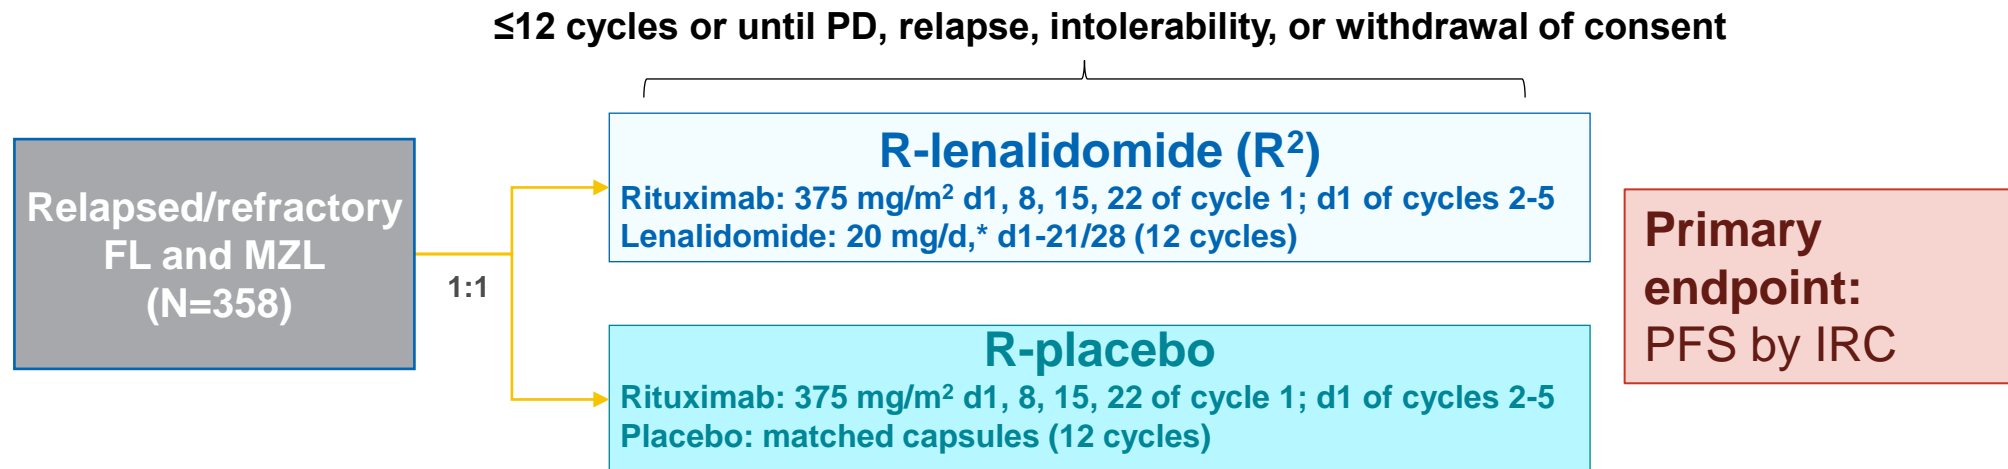 ≤12 cycles or until PD, relapse, intolerability, or withdrawal of consent
Relapsed/refractory
FL and MZL
(N=358)
1:1
R-lenalidomide (R²)
Rituximab: 375 mg/m² d1, 8, 15, 22 of cycle 1; d1 of cycles 2-5
Lenalidomide: 20 mg/d,* d1-21/28 (12 cycles)
R-placebo
Rituximab: 375 mg/m² d1, 8, 15, 22 of cycle 1; d1 of cycles 2-5
Placebo: matched capsules (12 cycles)
Primary
endpoint:
PFS by IRC